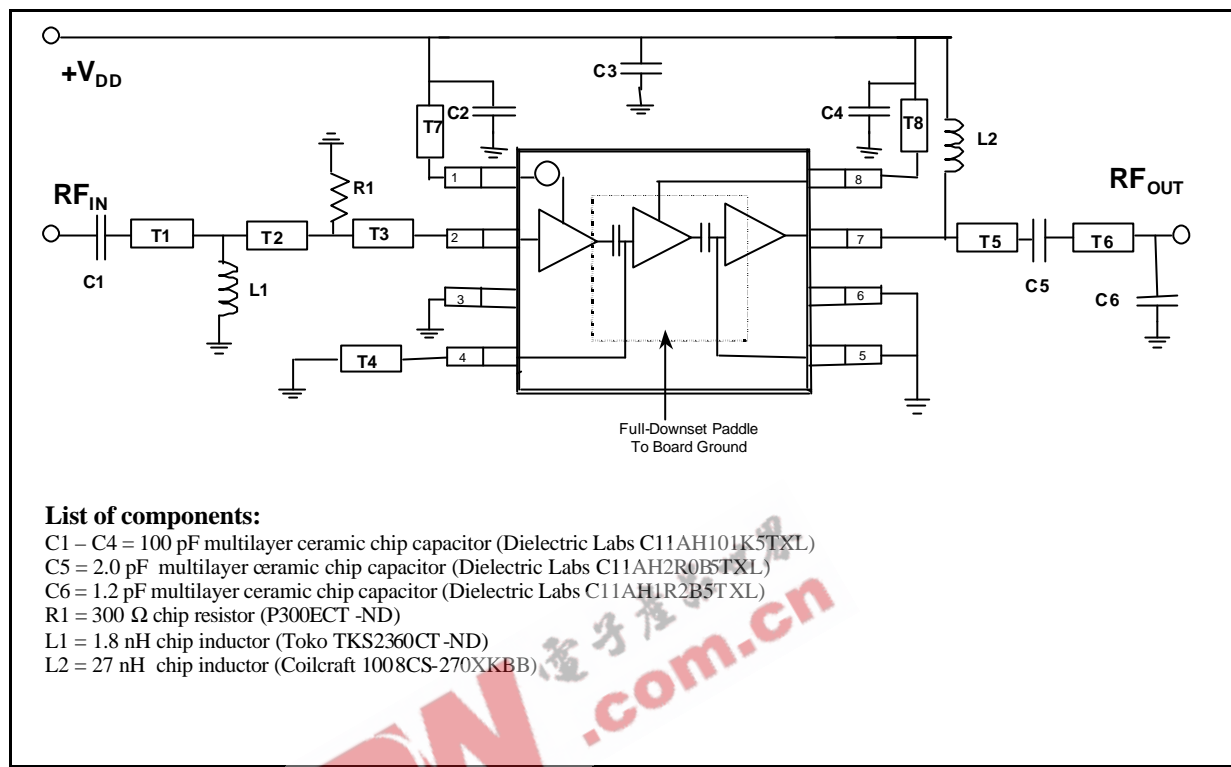 +VDD
C3
C2
C4
T7
T8
L2
R1
1
8
RFIN
RFOUT
T1
T2
T3
2
7
T5
T6
C1
L1
C5
C6
3
6
T4
4
5
Full-Downset Paddle
To Board Ground
List of components:
C1 – C4 = 100 pF multilayer ceramic chip capacitor (Dielectric Labs C11AH101K5TXL)
C5 = 2.0 pF multilayer ceramic chip capacitor (Dielectric Labs C11AH2R0B5TXL)
C6 = 1.2 pF multilayer ceramic chip capacitor (Dielectric Labs C11AH1R2B5TXL)
R1 = 300 Ω chip resistor (P300ECT -ND)
L1 = 1.8 nH chip inductor (Toko TKS2360CT-ND)
L2 = 27 nH chip inductor (Coilcraft 1008CS-270XKBB)
.com.cn